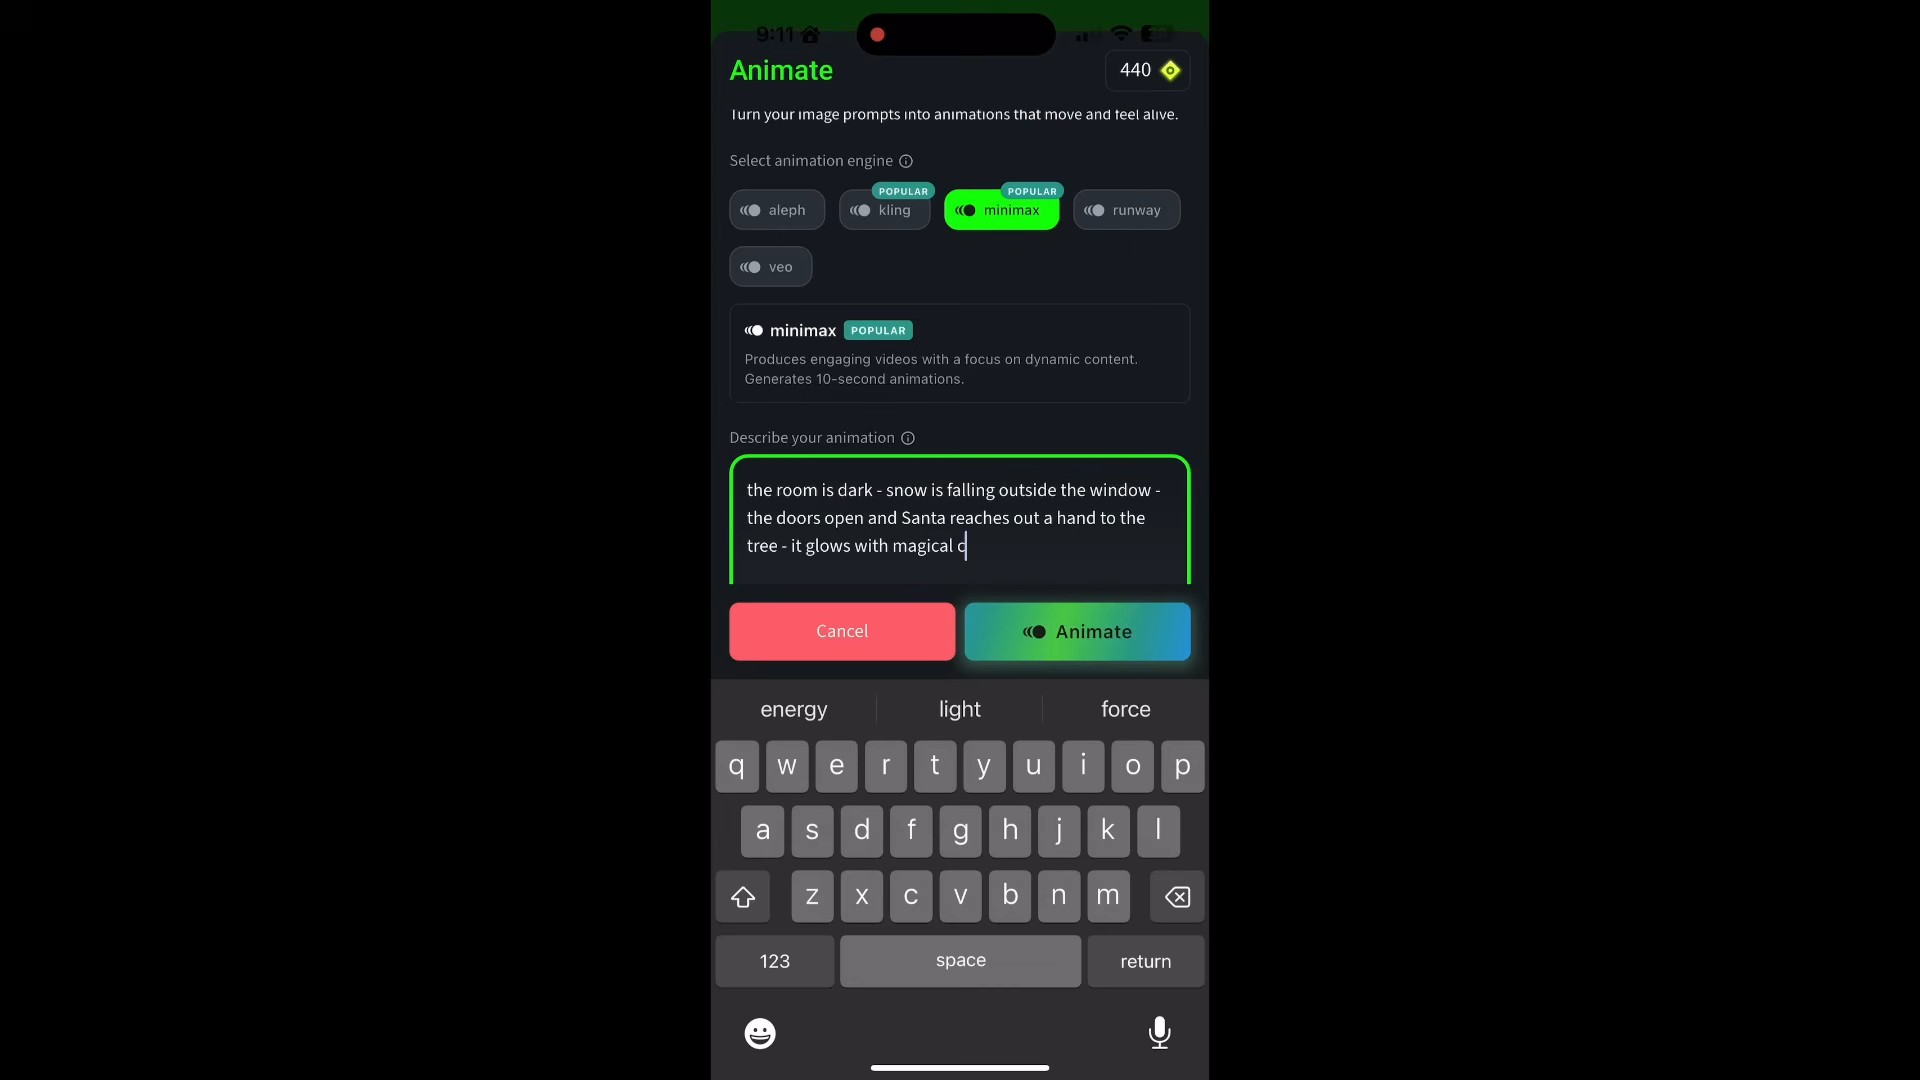 9:11
Animate
440
Turn your image prompts into animations that move and feel alive.
Select animation engine
POPULAR
POPULAR
aleph
kling
minimax
runway
veo
minimax POPULAR
Produces engaging videos with a focus on dynamic content.
Generates 10-second animations.
Describe your animation
the room is dark - snow is falling outside the window -
the doors open and Santa reaches out a hand to the
tree - it glows with magical c
Cancel
Animate
energy light force
q w e r t y u i o p
a s d f g h j k l
z x c v b n m
123 space return